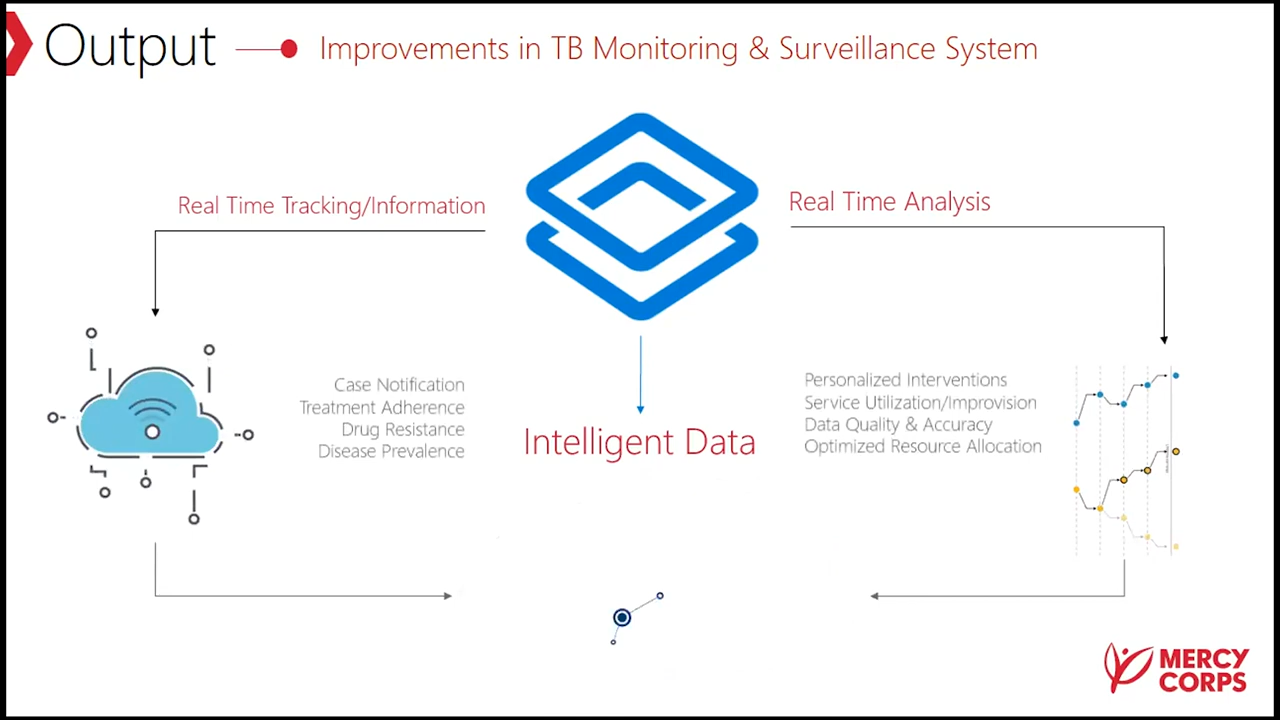 Output
Improvements in TB Monitoring & Surveillance System
Real Time Tracking/Information
Real Time Analysis
Case Notification
Treatment Adherence
Drug Resistance
Disease Prevalence
Intelligent Data
Personalized Interventions
Service Utilization/Improvision
Data Quality & Accuracy
Optimized Resource Allocation
MERCY
CORPS